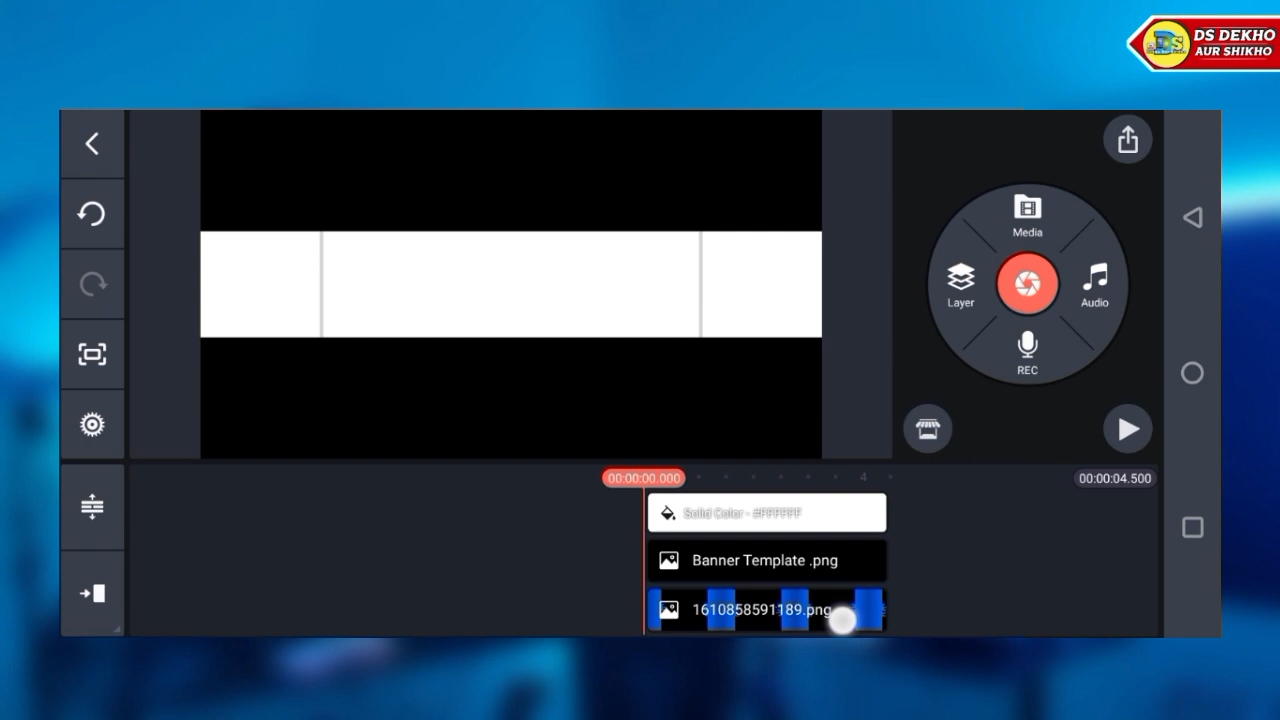 DS DEKHO
AUR SHIKHO
Media
Layer
Audio
REC
00:00:00.000
4
00:00:04.500
Solid Color - #FFFFFF
Banner Template .png
1610858591189.png